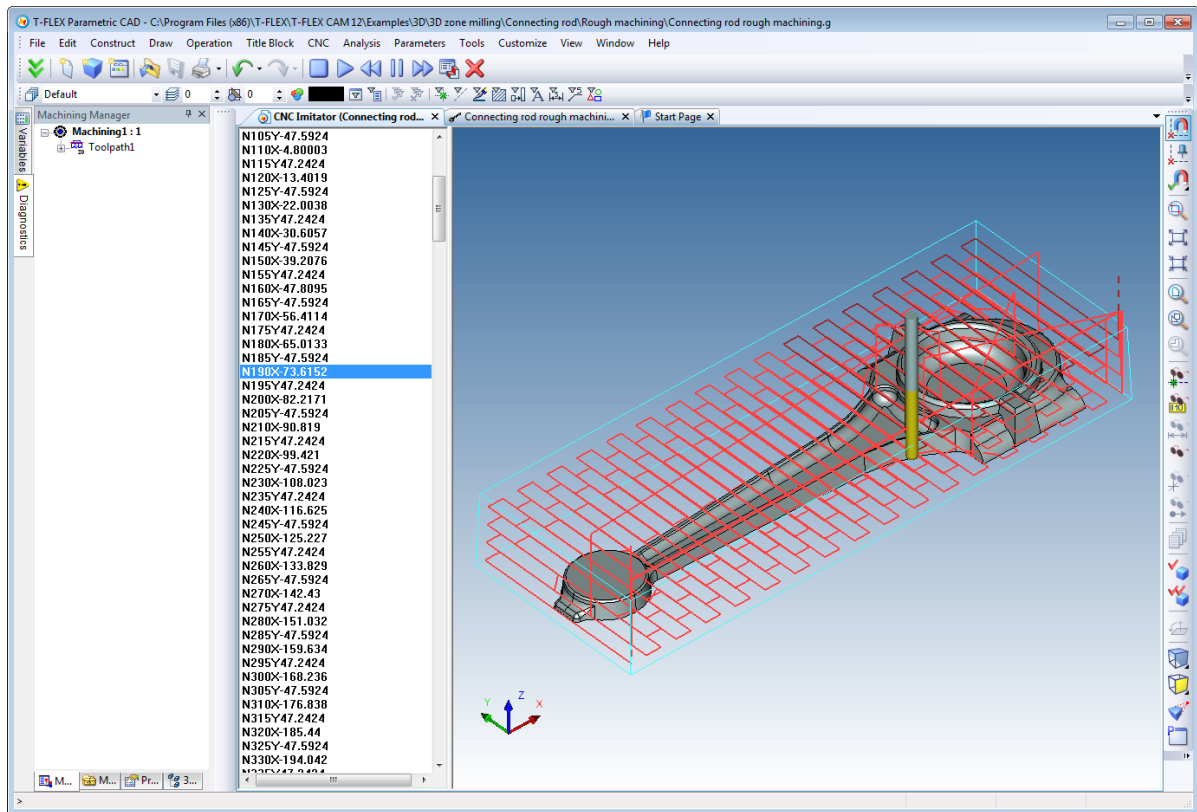 T-FLEX Parametric CAD - C:\Program Files (x86)\T-FLEX\T-FLEX CAM 12\Examples\3D\3D zone milling\Connecting rod\Rough machining\Connecting rod rough machining.g
File Edit Construct Draw Operation Title Block CNC Analysis Parameters Tools Customize View Window Help
Default 0 0
Machining Manager
CNC Imitator (Connecting rod...
Connecting rod rough machini...
Start Page
Variables
Diagnostics
Machining1 : 1
Toolpath1
N105Y-47.5924
N110X-4.80003
N115Y47.2424
N120X-13.4019
N125Y-47.5924
N130X-22.0038
N135Y47.2424
N140X-30.6057
N145Y-47.5924
N150X-39.2076
N155Y47.2424
N160X-47.8095
N165Y-47.5924
N170X-56.4114
N175Y47.2424
N180X-65.0133
N185Y-47.5924
N190X-73.6152
N195Y47.2424
N200X-82.2171
N205Y-47.5924
N210X-90.819
N215Y47.2424
N220X-99.421
N225Y-47.5924
N230X-108.023
N235Y47.2424
N240X-116.625
N245Y-47.5924
N250X-125.227
N255Y47.2424
N260X-133.829
N265Y-47.5924
N270X-142.43
N275Y47.2424
N280X-151.032
N285Y-47.5924
N290X-159.634
N295Y47.2424
N300X-168.236
N305Y-47.5924
N310X-176.838
N315Y47.2424
N320X-185.44
N325Y-47.5924
N330X-194.042
N335Y47.2424
Y Z X
M... M... Pr... 3...
>